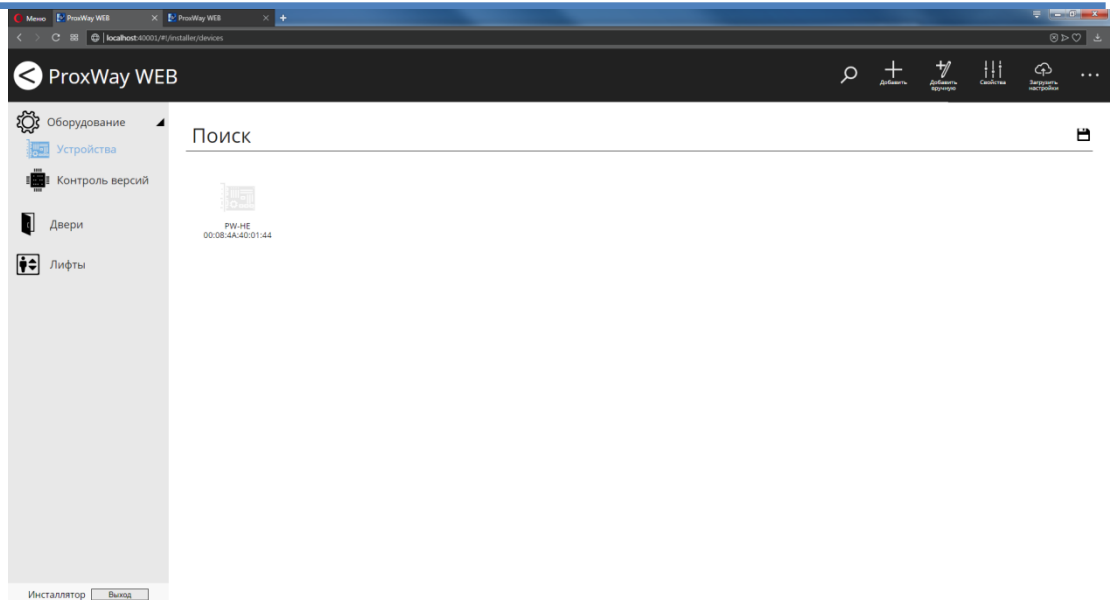 Меню ProxWay WEB ProxWay WEB
localhost:40001/#!/installer/devices
ProxWay WEB
Добавить
Добавить вручную
Свойства
Загрузить настройки
Оборудование
Устройства
Контроль версий
Двери
Лифты
Поиск
PW-HE
00:08:4A:40:01:44
Инсталлятор Выход